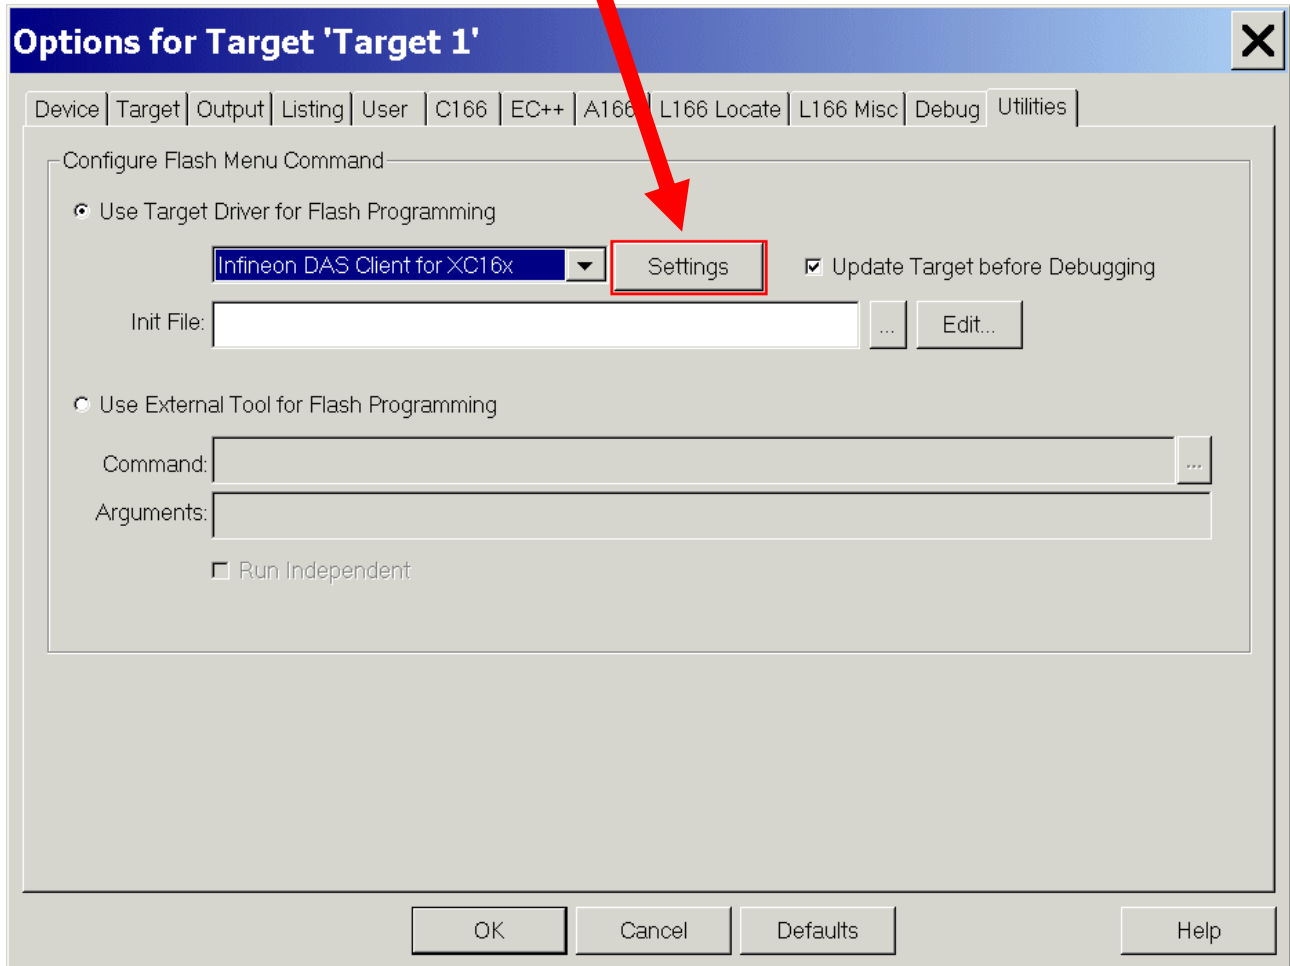 Options for Target 'Target 1'
Device Target Output Listing User C166 EC++ A166 L166 Locate L166 Misc Debug Utilities
Configure Flash Menu Command
Use Target Driver for Flash Programming
Infineon DAS Client for XC16x Settings Update Target before Debugging
Init File: ... Edit...
Use External Tool for Flash Programming
Command: ...
Arguments:
Run Independent
OK Cancel Defaults Help